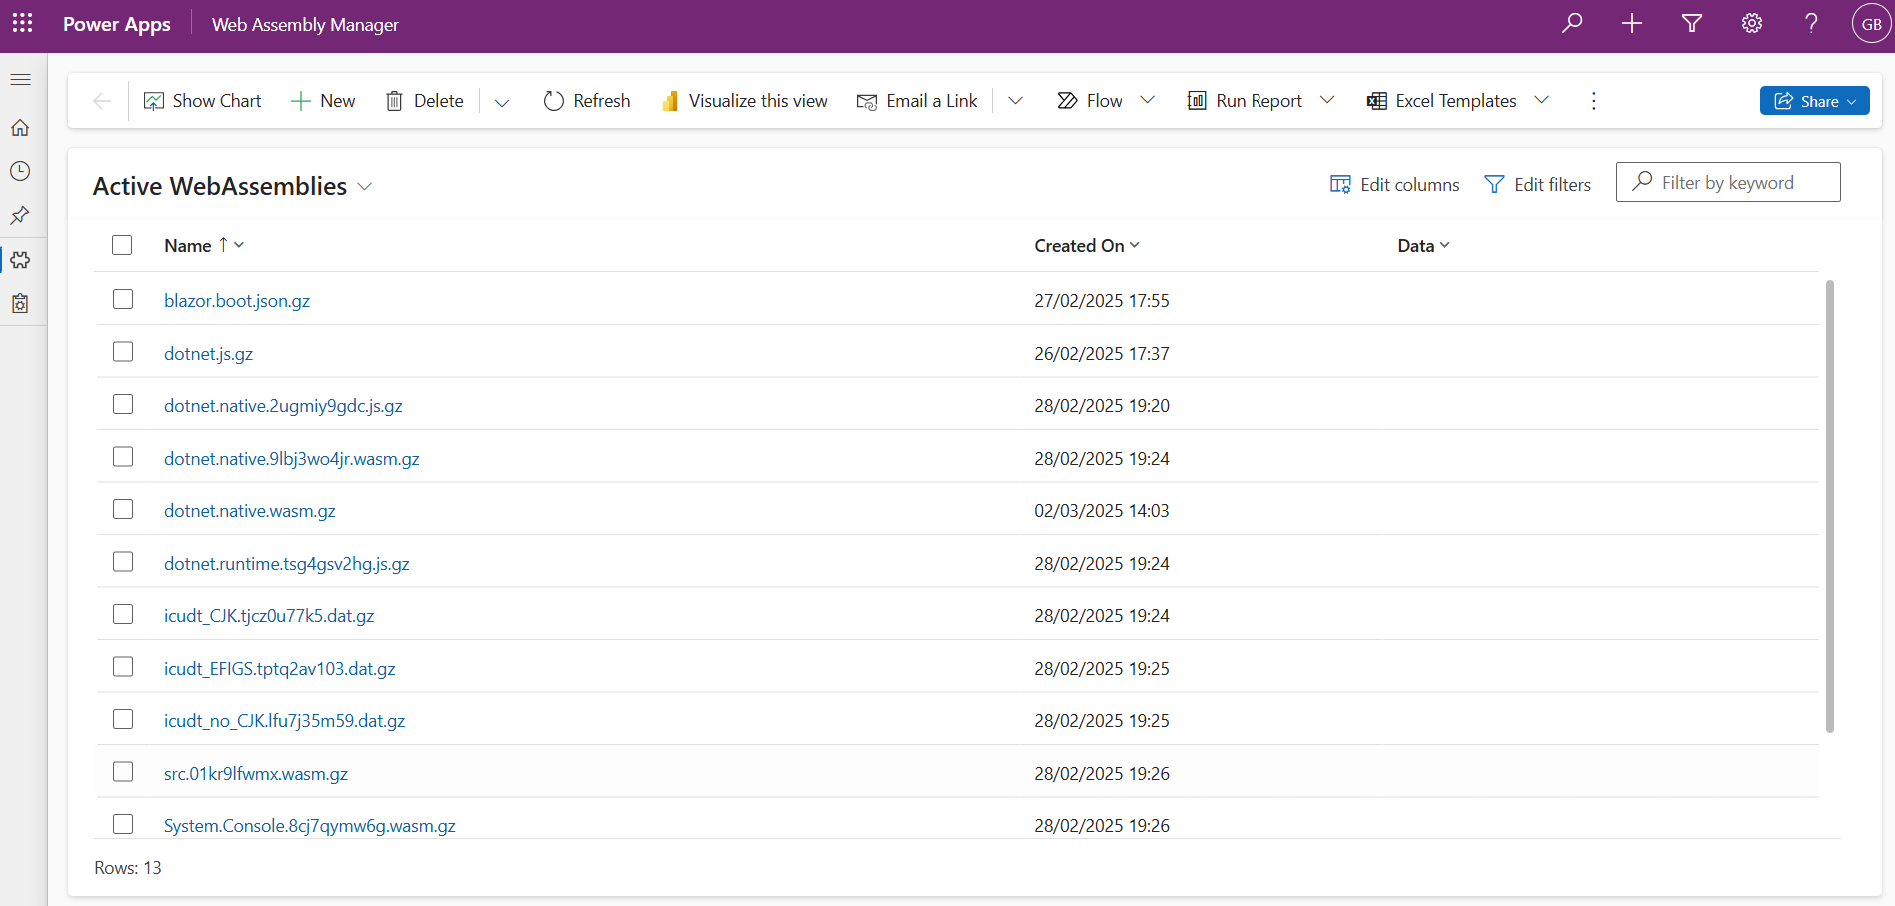 Power Apps Web Assembly Manager GB
Show Chart New Delete Refresh Visualize this view Email a Link Flow Run Report Excel Templates Share
Active WebAssemblies Edit columns Edit filters Filter by keyword
Name Created On Data
blazor.boot.json.gz 27/02/2025 17:55
dotnet.js.gz 26/02/2025 17:37
dotnet.native.2ugmiy9gdc.js.gz 28/02/2025 19:20
dotnet.native.9lbj3wo4jr.wasm.gz 28/02/2025 19:24
dotnet.native.wasm.gz 02/03/2025 14:03
dotnet.runtime.tsg4gsv2hg.js.gz 28/02/2025 19:24
icudt_CJK.tjcz0u77k5.dat.gz 28/02/2025 19:24
icudt_EFIGS.tptq2av103.dat.gz 28/02/2025 19:25
icudt_no_CJK.lfu7j35m59.dat.gz 28/02/2025 19:25
src.01kr9lfwmx.wasm.gz 28/02/2025 19:26
System.Console.8cj7qymw6g.wasm.gz 28/02/2025 19:26
Rows: 13